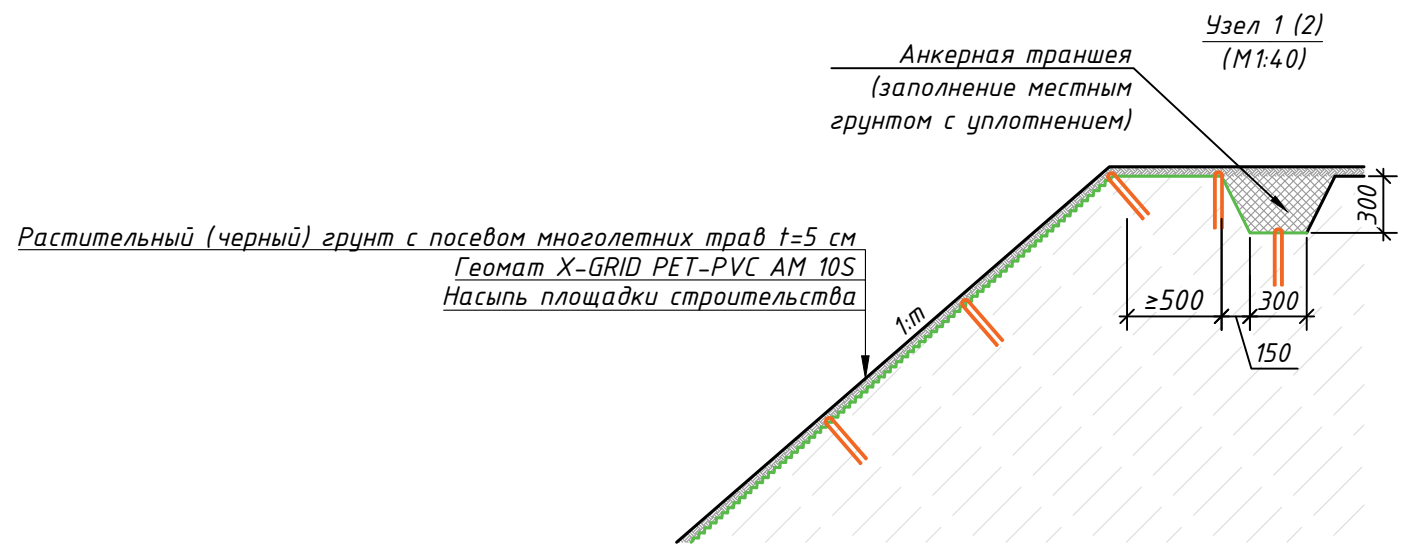 Узел 1 (2)
(М1:40)
Анкерная траншея
(заполнение местным
грунтом с уплотнением)
Растительный (черный) грунт с посевом многолетних трав t=5 см
Геомат X-GRID PET-PVC AM 10S
Насыпь площадки строительства
1:m
300
≥500
300
150